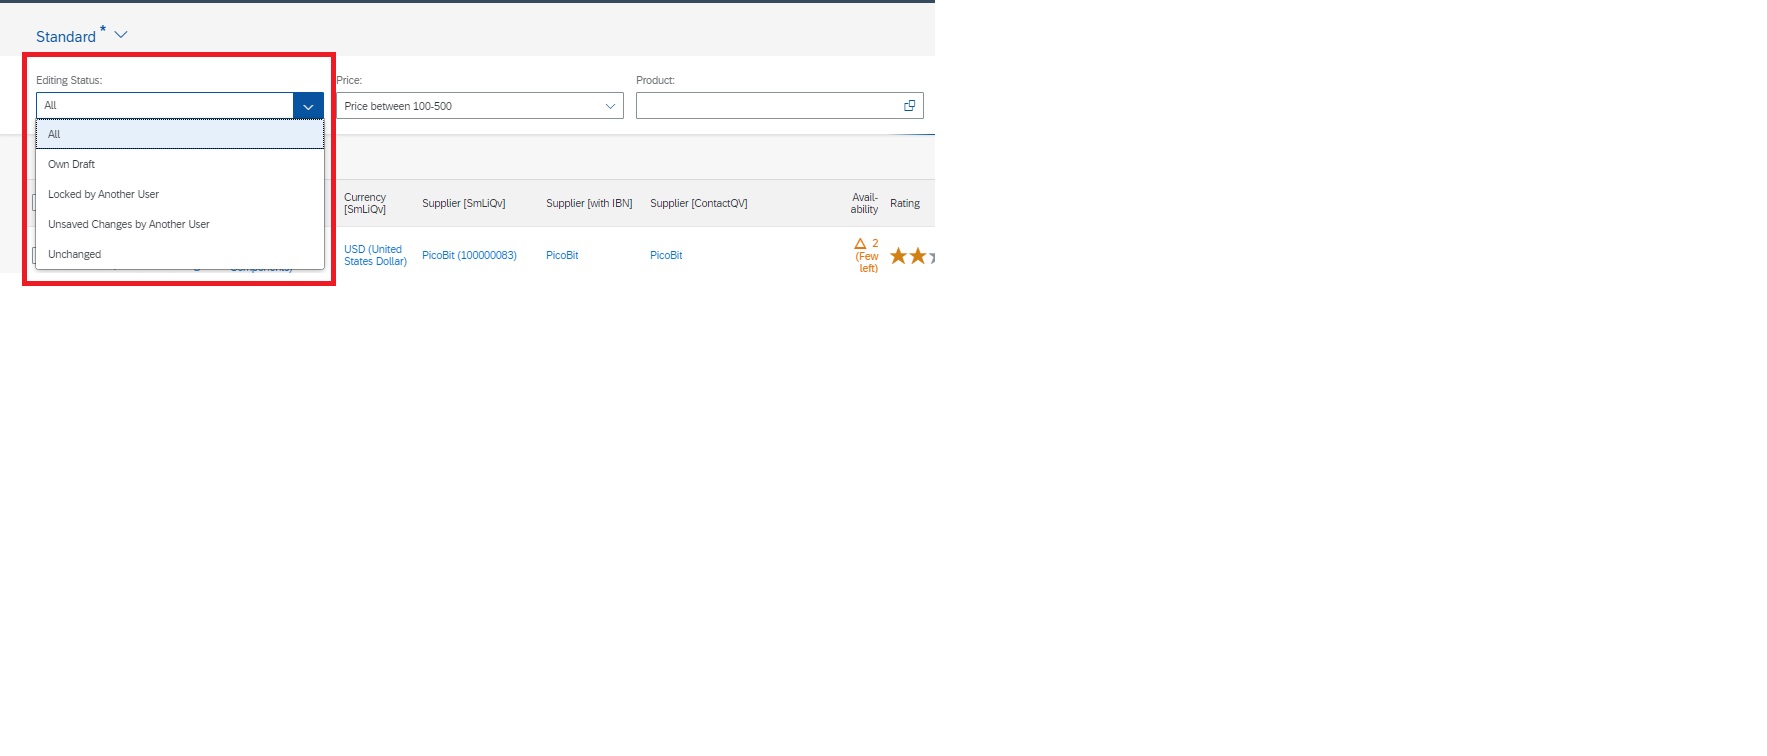 Standard *
Editing Status:
Price:
Product:
All
Price between 100-500
All
Own Draft
Locked by Another User
Unsaved Changes by Another User
Unchanged
Currency
[SmLiQv]
Supplier [SmLiQv]
Supplier [with IBN]
Supplier [ContactQV]
Avail-
ability
Rating
USD (United
States Dollar)
PicoBit (100000083)
PicoBit
PicoBit
2
(Few
left)